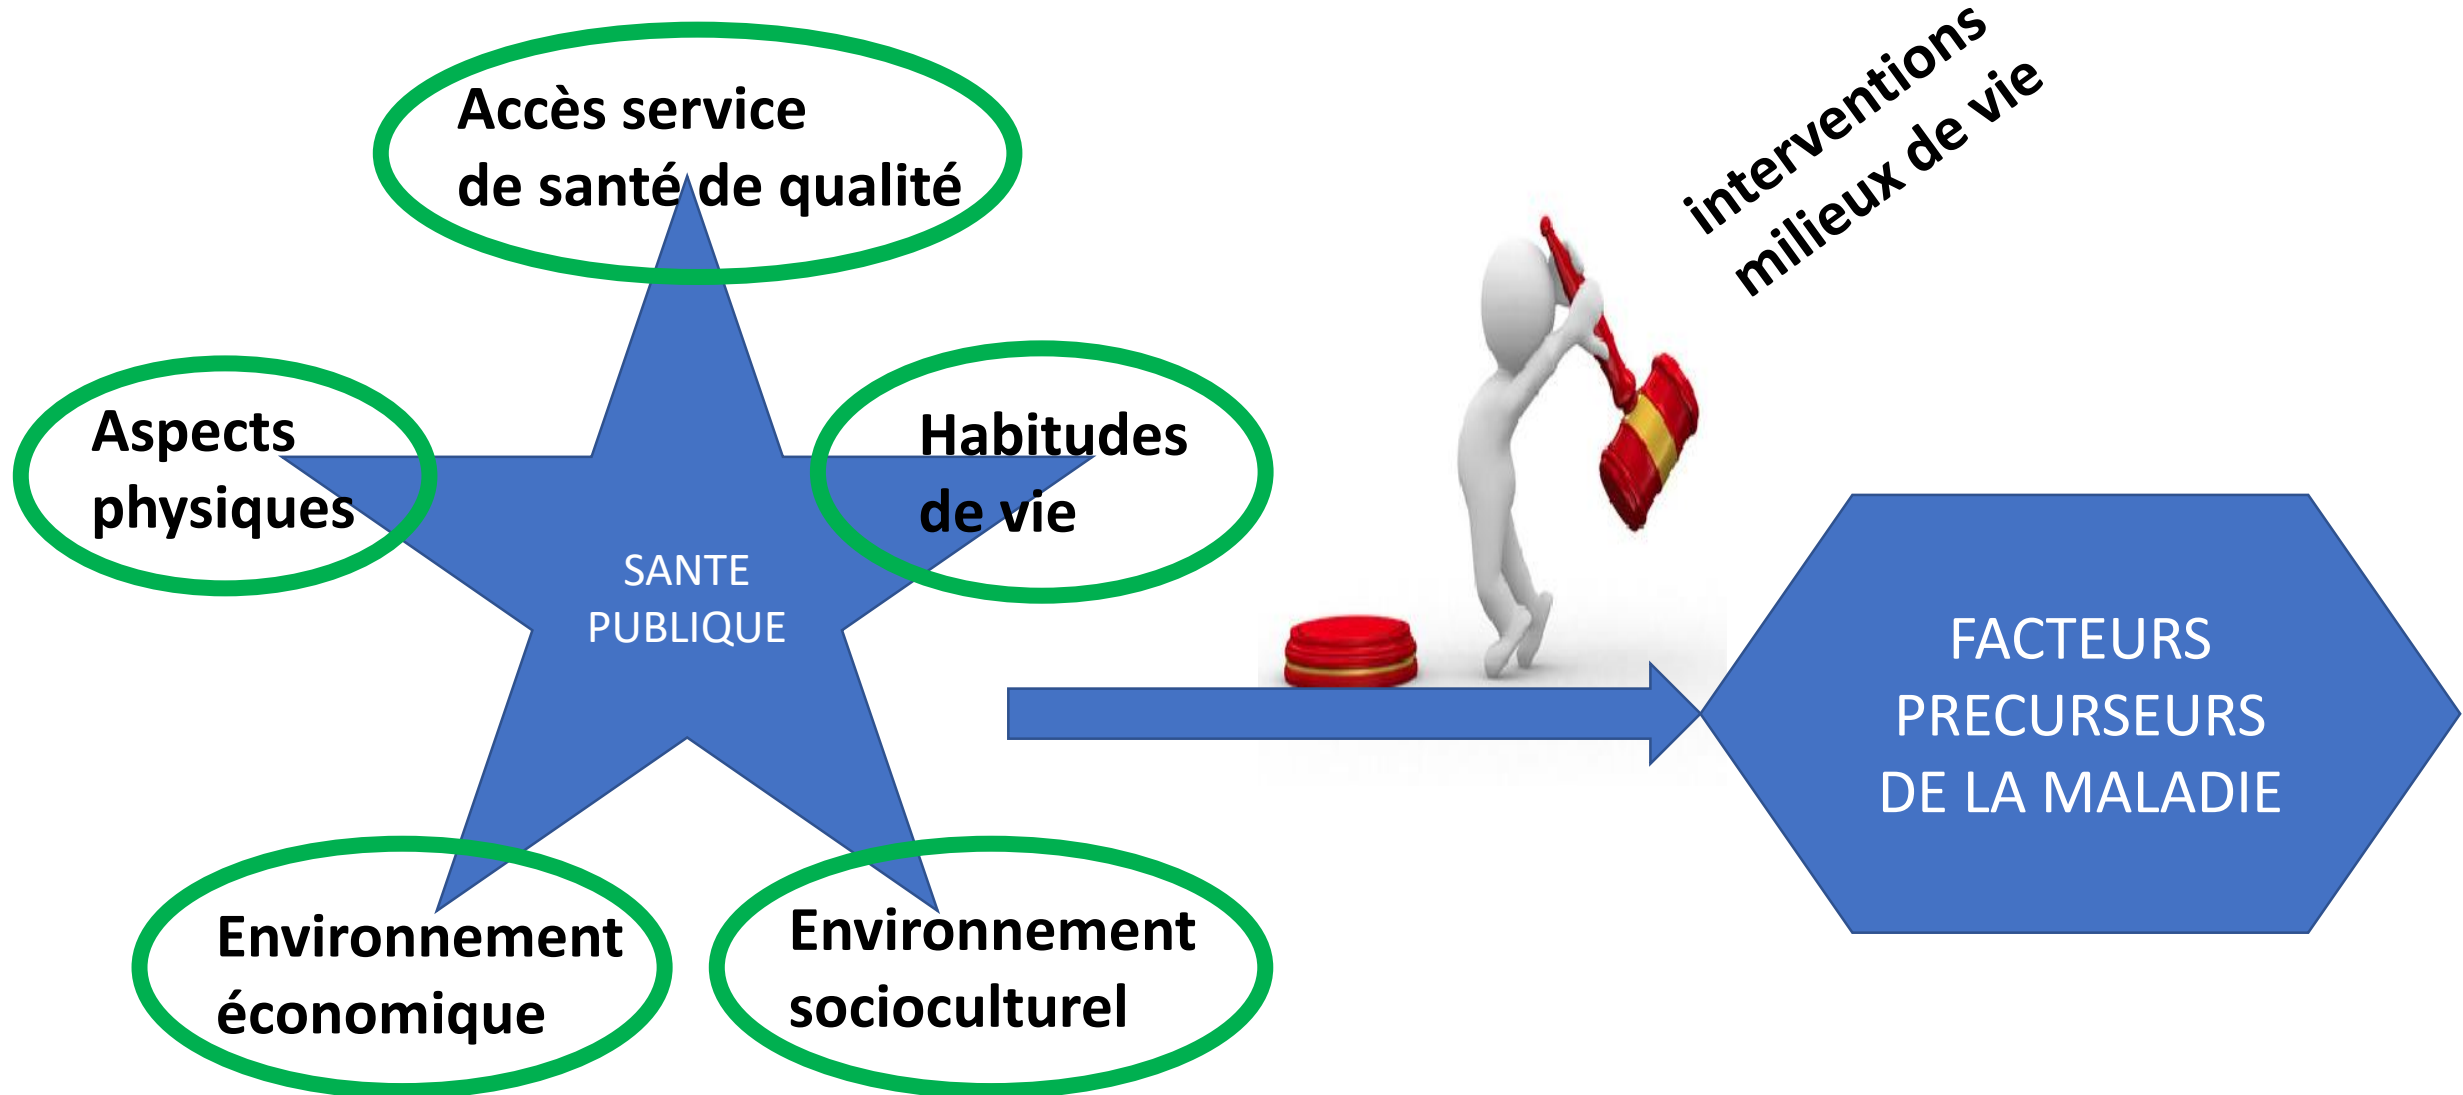 Accès service
de santé de qualité
Aspects
physiques
Habitudes
de vie
SANTE
PUBLIQUE
Environnement
économique
Environnement
socioculturel
interventions
milieux de vie
FACTEURS
PRECURSEURS
DE LA MALADIE